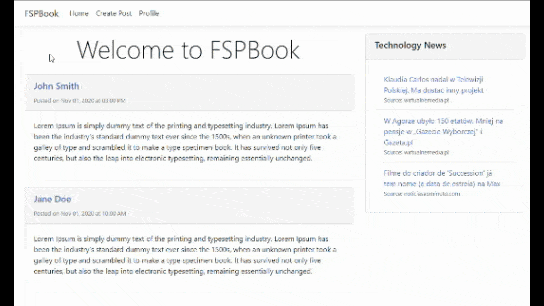 FSPBook Home Create Post Profile
Welcome to FSPBook
John Smith
Posted on Nov 01, 2020 at 03:00 PM
Lorem Ipsum is simply dummy text of the printing and typesetting industry. Lorem Ipsum has
been the industry's standard dummy text ever since the 1500s, when an unknown printer took a
galley of type and scrambled it to make a type specimen book. It has survived not only five
centuries, but also the leap into electronic typesetting, remaining essentially unchanged.
Jane Doe
Posted on Nov 01, 2020 at 10:00 AM
Lorem Ipsum is simply dummy text of the printing and typesetting industry. Lorem Ipsum has
been the industry's standard dummy text ever since the 1500s, when an unknown printer took a
galley of type and scrambled it to make a type specimen book. It has survived not only five
centuries, but also the leap into electronic typesetting, remaining essentially unchanged.
Technology News
Klaudia Carlos nadal w Telewizji
Polskiej. Ma dostać inny projekt
Source: wirtualnemedia.pl
W Agorze ubyło 150 etatów. Mniej na
pensje w „Gazecie Wyborczej" i
Gazeta.pl
Source: wirtualnemedia.pl
Filme do criador de 'Succession' já
tem nome (e data de estreia) na Max
Source: